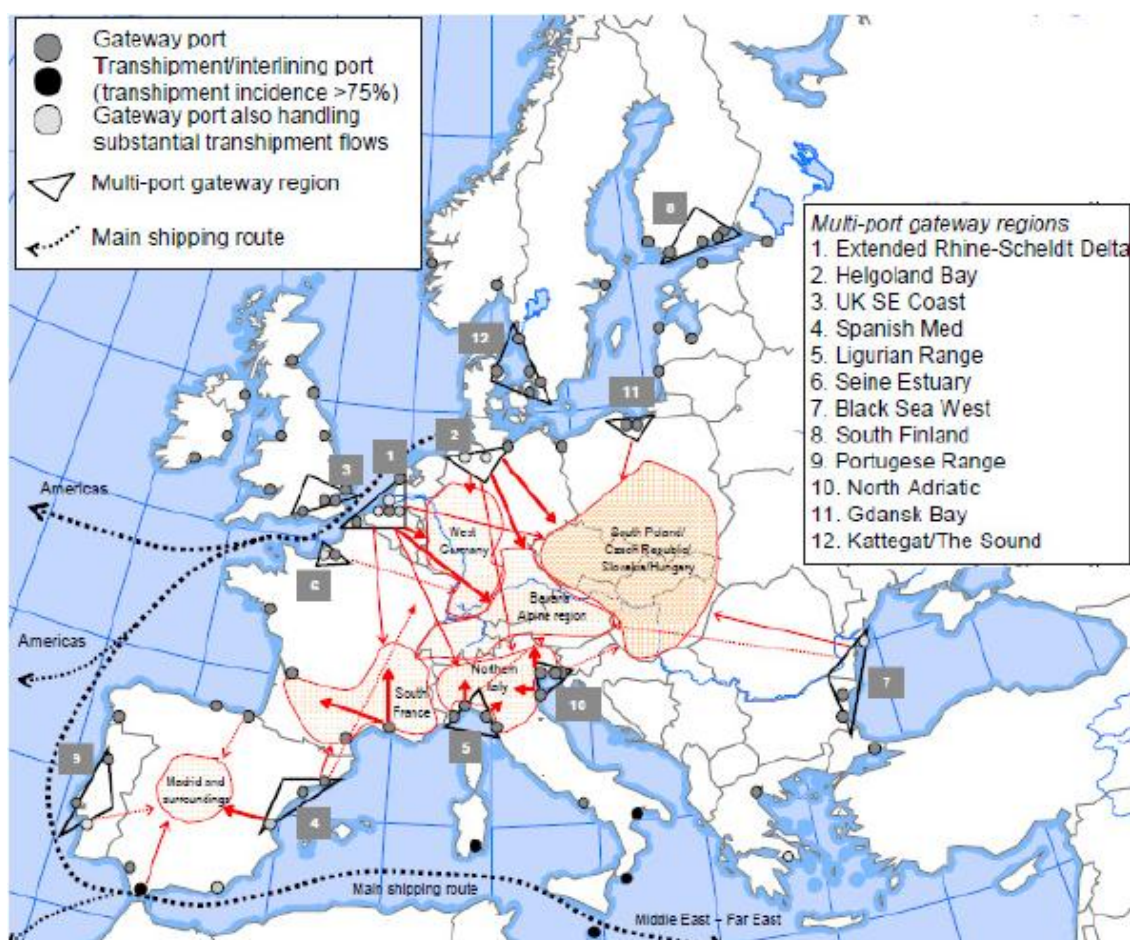 Gateway port
Transhipment/interlining port
(transhipment incidence >75%)
Gateway port also handling
substantial transhipment flows
Multi-port gateway region
Main shipping route
Multi-port gateway regions
1. Extended Rhine-Scheldt Delta
2. Helgoland Bay
3. UK SE Coast
4. Spanish Med
5. Ligurian Range
6. Seine Estuary
7. Black Sea West
8. South Finland
9. Portugese Range
10. North Adriatic
11. Gdansk Bay
12. Kattegat/The Sound
8
12
11
2
1
3
Americas
West
Germany
South Poland/
Czech Republic/
Slovakia/Hungary
6
Alpine region
Americas
Northern
Italy
South
France
7
10
9
5
Madrid and
surroundings
4
Main shipping route
Middle East – Far East